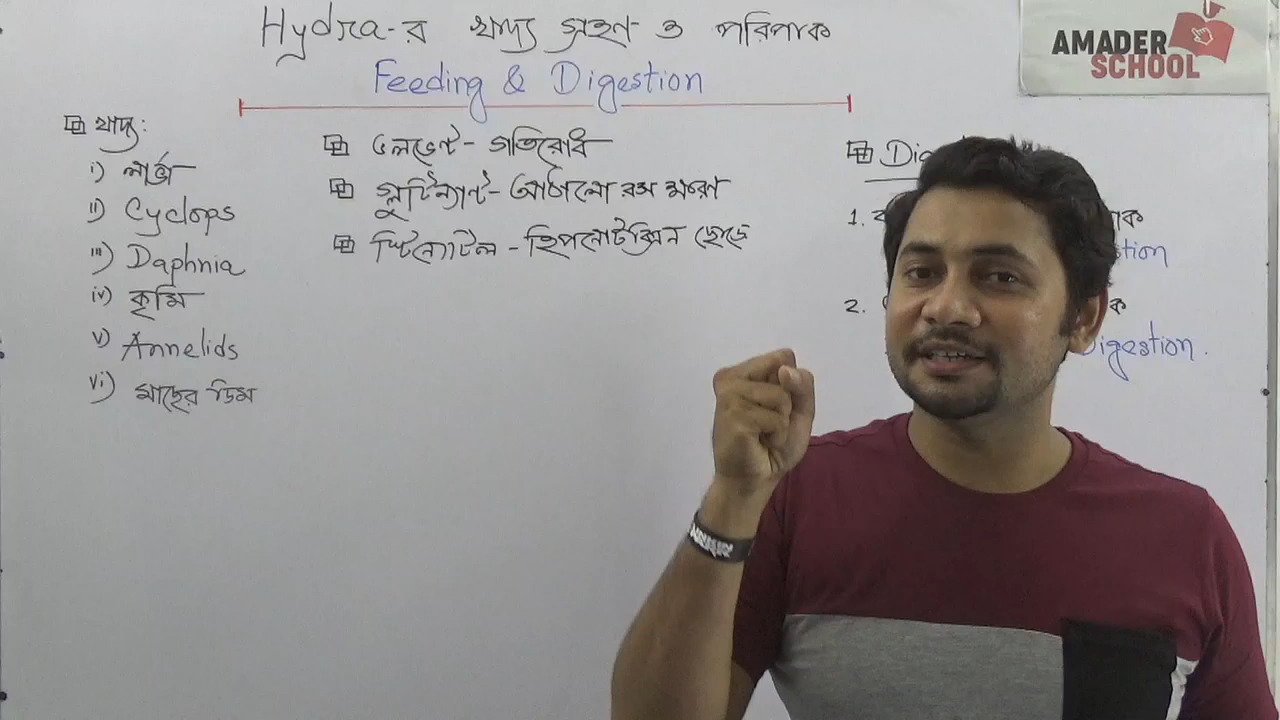 Hydra-র খাদ্য গ্রহণ ও পরিপাক
Feeding & Digestion
AMADER
SCHOOL
খাদ্য:
i) লার্ভা
ii) Cyclops
iii) Daphnia
iv) কৃমি
v) Annelids
vi) মাছের ডিম
ভলভেন্ট - গতিরোধ
গ্লুটিন্যান্ট - আঠালো রস ক্ষরণ
স্টিনোটিল - হিপনোটক্সিন ছেড়ে
1.
2.
Digestion.